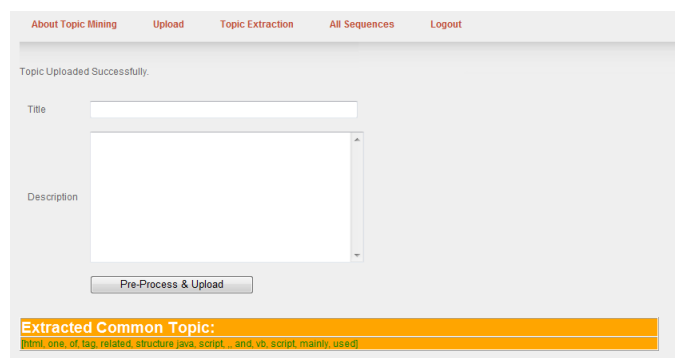 About Topic Mining Upload Topic Extraction All Sequences Logout
Topic Uploaded Successfully.
Title
Description
Pre-Process & Upload
Extracted Common Topic:
[html, one, of, tag, related, structure java, script, ,, and, vb, script, mainly, used]